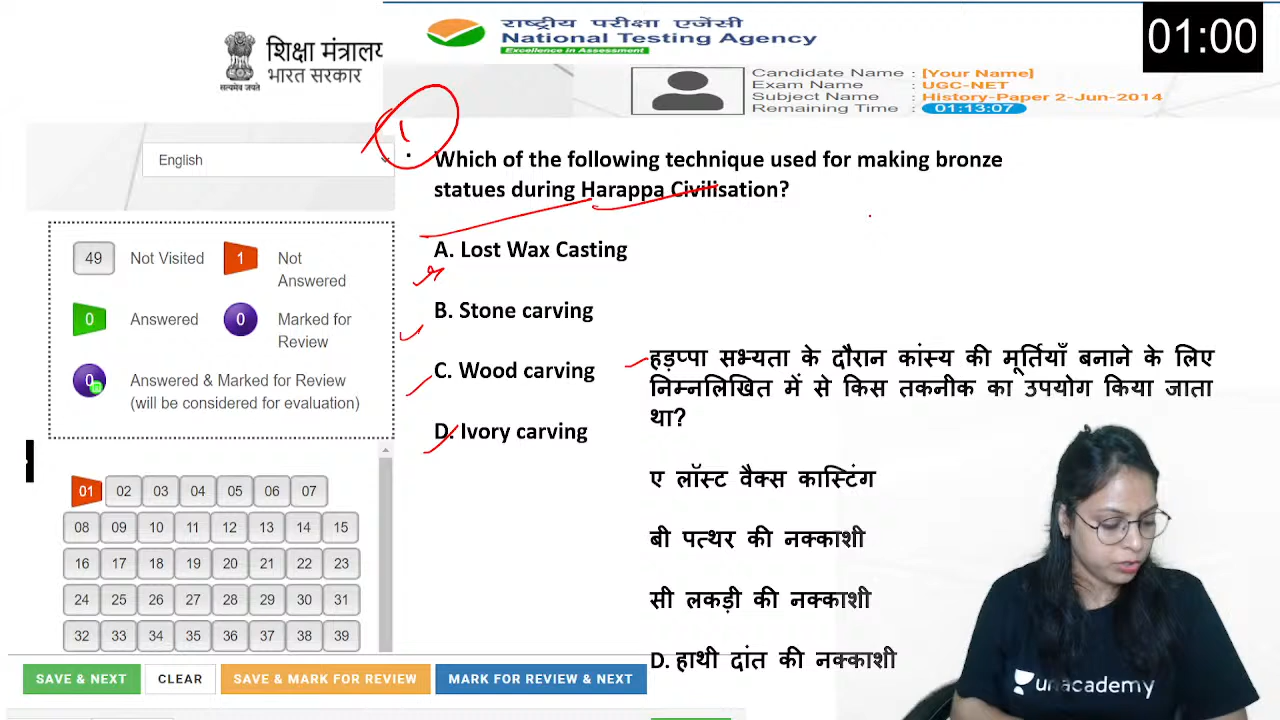 शिक्षा मंत्रालय
भारत सरकार
सत्यमेव जयते
राष्ट्रीय परीक्षा एजेंसी
National Testing Agency
Excellence in Assessment
01:00
Candidate Name : [Your Name]
Exam Name : UGC-NET
Subject Name : History-Paper 2-Jun-2014
Remaining Time : 01:13:07
English
1
Which of the following technique used for making bronze
statues during Harappa Civilisation?
A. Lost Wax Casting
B. Stone carving
C. Wood carving
D. Ivory carving
49 Not Visited
1 Not
Answered
0 Answered
0 Marked for
Review
0 Answered & Marked for Review
(will be considered for evaluation)
हड़प्पा सभ्यता के दौरान कांस्य की मूर्तियाँ बनाने के लिए
निम्नलिखित में से किस तकनीक का उपयोग किया जाता
था?
ए लॉस्ट वैक्स कास्टिंग
बी पत्थर की नक्काशी
सी लकड़ी की नक्काशी
D. हाथी दांत की नक्काशी
01 02 03 04 05 06 07
08 09 10 11 12 13 14 15
16 17 18 19 20 21 22 23
24 25 26 27 28 29 30 31
32 33 34 35 36 37 38 39
SAVE & NEXT
CLEAR
SAVE & MARK FOR REVIEW
MARK FOR REVIEW & NEXT
unacademy